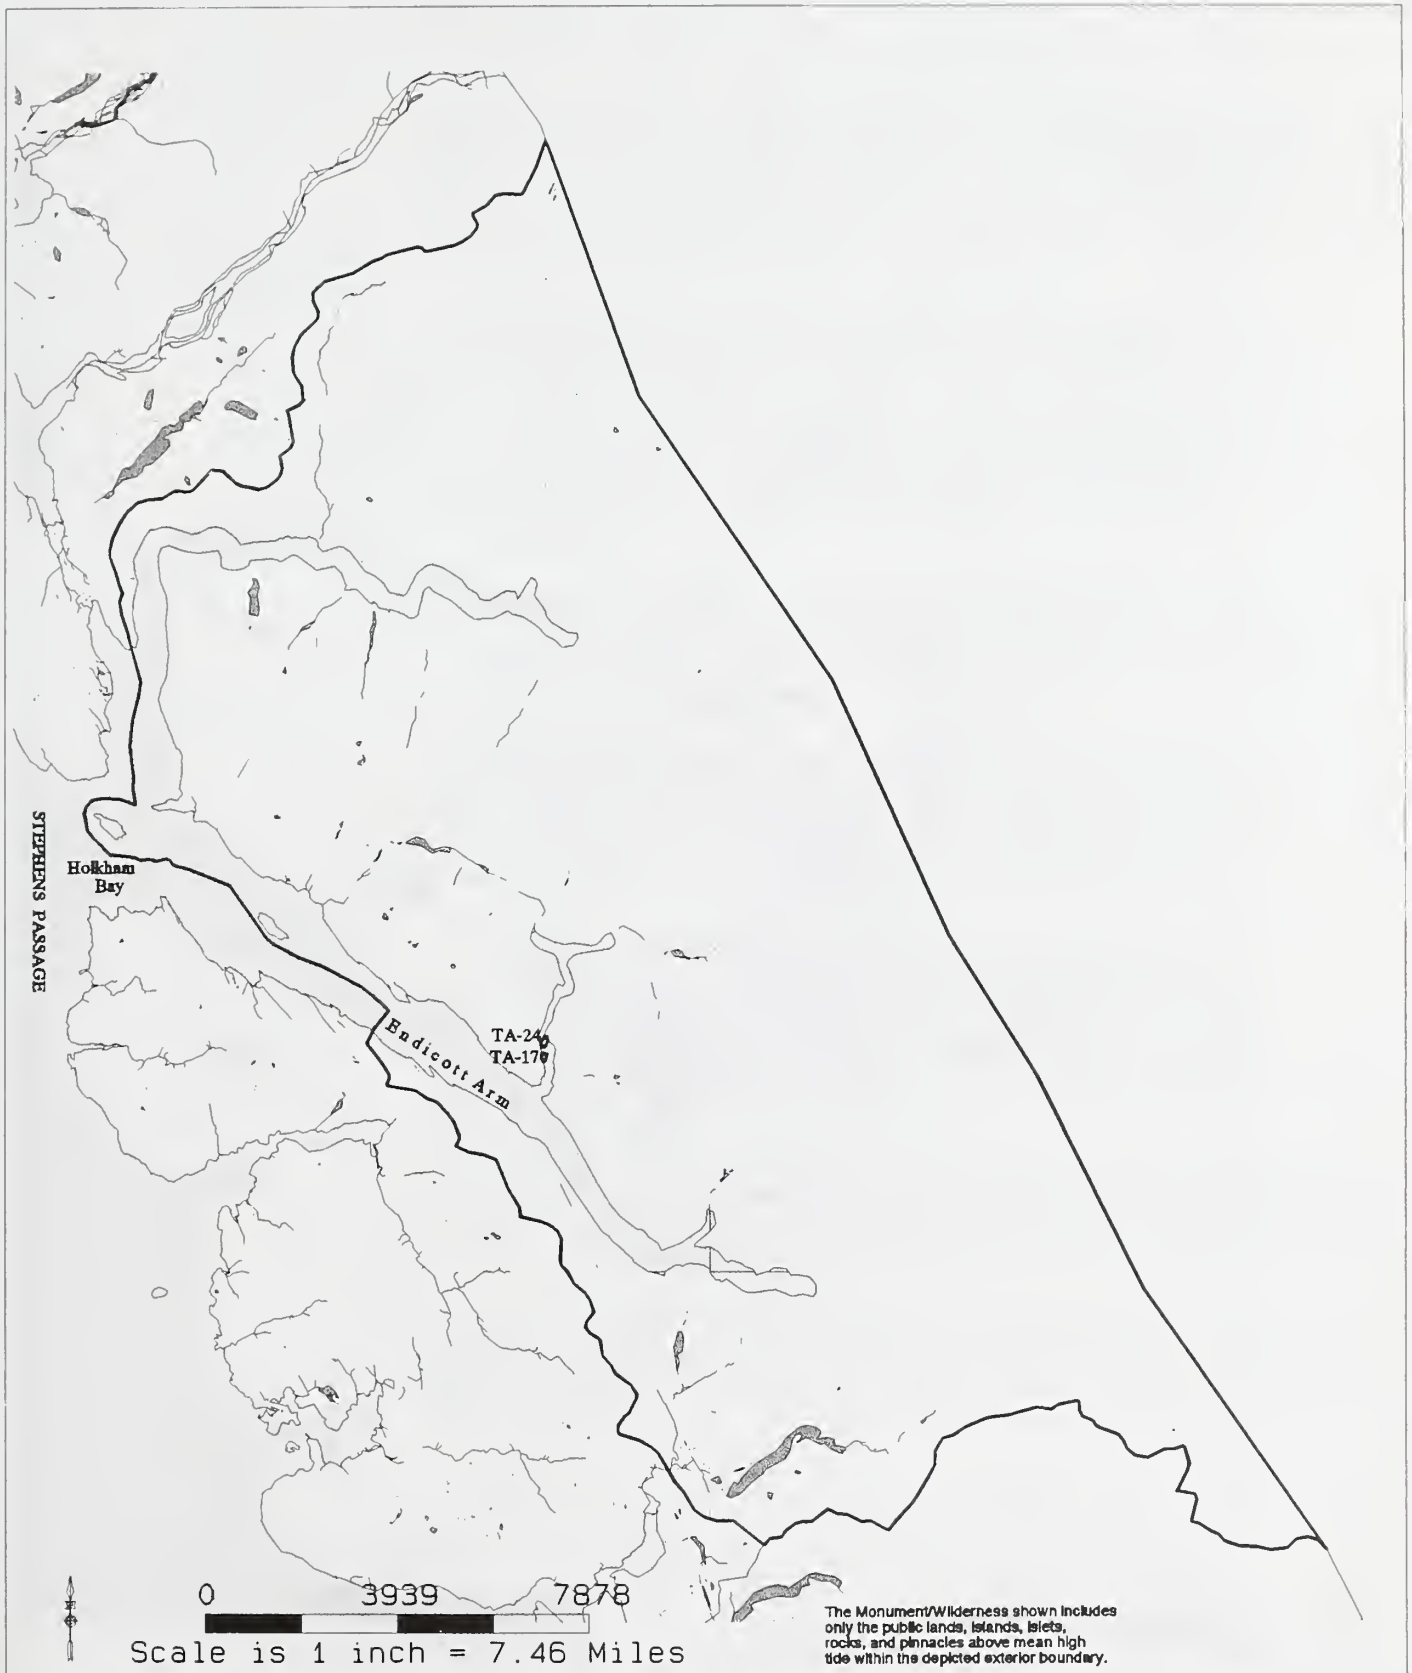 STEPHENS PASSAGE
Holkham
Bay
Endicott Arm
TA-24
TA-17
0 3939 7878
Scale is 1 inch = 7.46 Miles
The Monument/Wilderness shown includes
only the public lands, islands, islets,
rocks, and pinnacles above mean high
tide within the depicted exterior boundary.